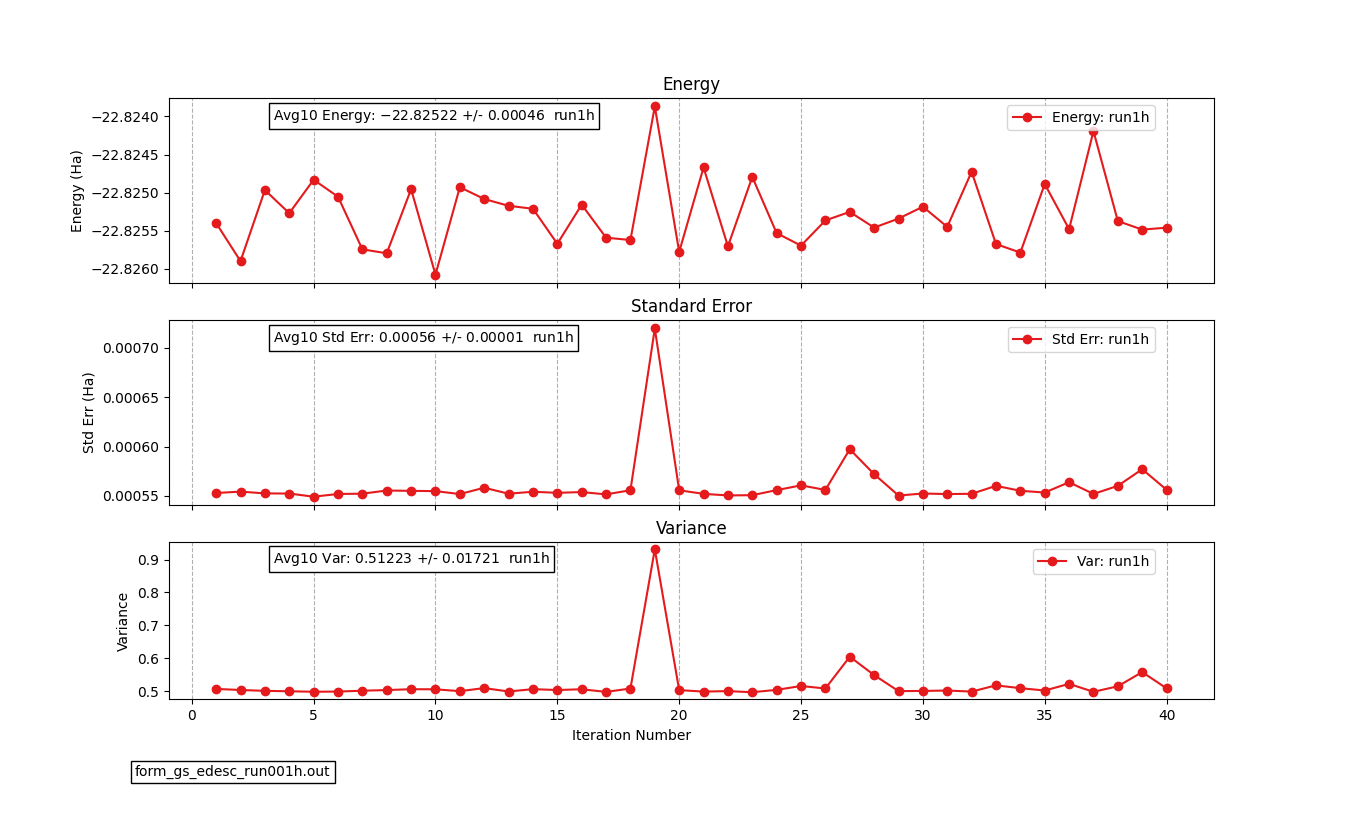 Energy
Avg10 Energy: −22.82522 +/- 0.00046 run1h
Energy: run1h
Energy (Ha)
−22.8240
−22.8245
−22.8250
−22.8255
−22.8260
Standard Error
Avg10 Std Err: 0.00056 +/- 0.00001 run1h
Std Err: run1h
Std Err (Ha)
0.00070
0.00065
0.00060
0.00055
Variance
Avg10 Var: 0.51223 +/- 0.01721 run1h
Var: run1h
Variance
0.9
0.8
0.7
0.6
0.5
0 5 10 15 20 25 30 35 40
Iteration Number
form_gs_edesc_run001h.out